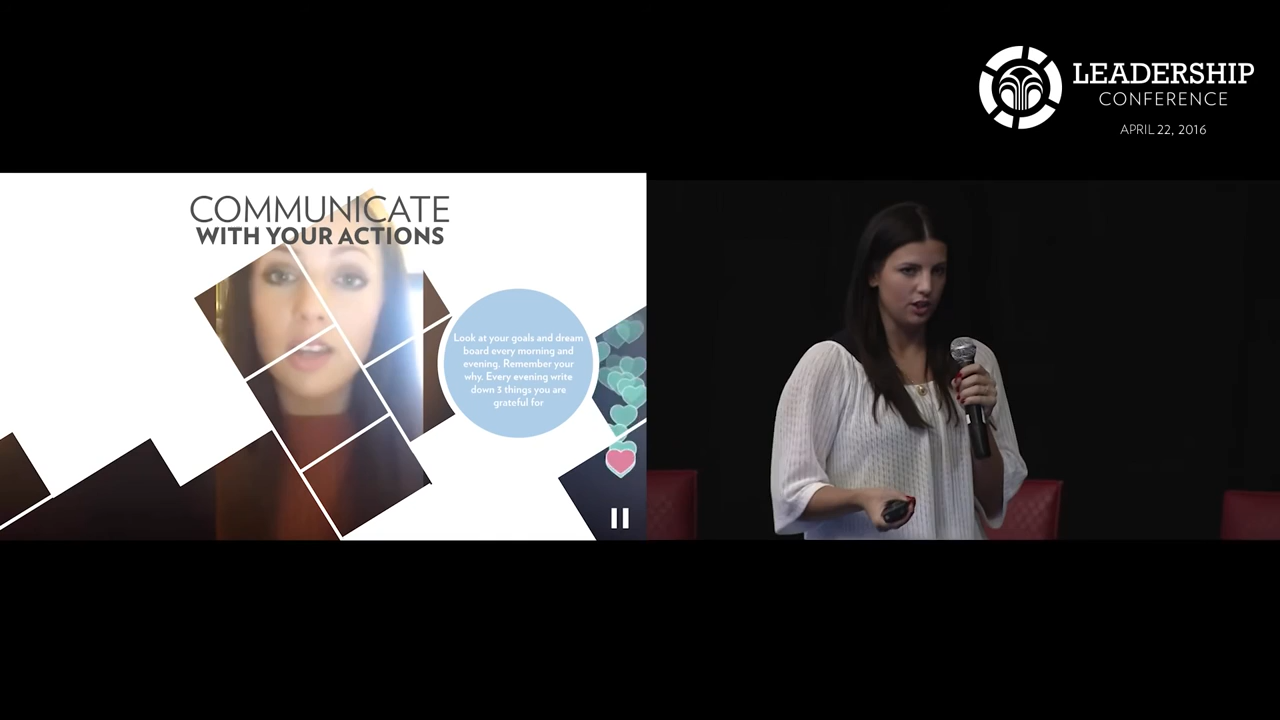 LEADERSHIP
CONFERENCE
APRIL 22, 2016
COMMUNICATE
WITH YOUR ACTIONS
Look at your goals and dream
board every morning and
evening. Remember your
why. Every evening write
down 3 things you are
grateful for